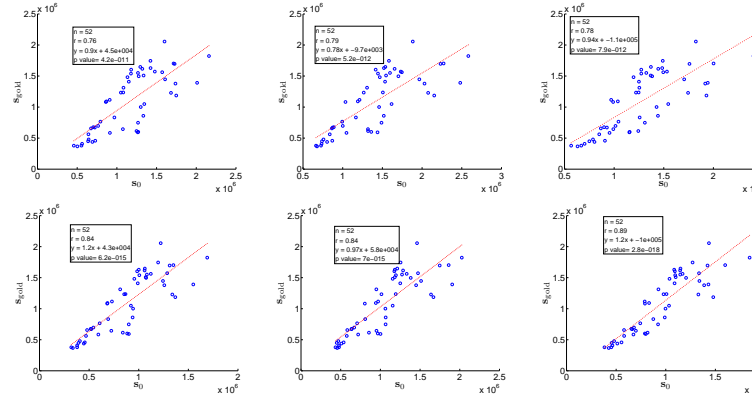 x 10^6
2.5
2
1.5
1
0.5
0
s_gold
n = 52
r = 0.76
y = 0.9x + 4.5e+004
p value= 4.2e-011
0 0.5 1 1.5 2 2.5
s_0
x 10^6
x 10^6
2.5
2
1.5
1
0.5
0
s_gold
n = 52
r = 0.79
y = 0.78x + -9.7e+003
p value= 5.2e-012
0 0.5 1 1.5 2 2.5 3
s_0
x 10^6
x 10^6
2.5
2
1.5
1
0.5
0
s_gold
n = 52
r = 0.78
y = 0.94x + -1.1e+005
p value= 7.9e-012
0.5 1 1.5 2
s_0
x 10
x 10^6
2.5
2
1.5
1
0.5
0
s_gold
n = 52
r = 0.84
y = 1.2x + 4.3e+004
p value= 6.2e-015
0 0.5 1 1.5 2
s_0
x 10^6
x 10^6
2.5
2
1.5
1
0.5
0
s_gold
n = 52
r = 0.84
y = 0.97x + 5.8e+004
p value= 7e-015
0 0.5 1 1.5 2 2.5
s_0
x 10^6
x 10^6
2.5
2
1.5
1
0.5
0
s_gold
n = 52
r = 0.89
y = 1.2x + -1e+005
p value= 2.8e-018
0 0.5 1 1.5
s_0
x 10